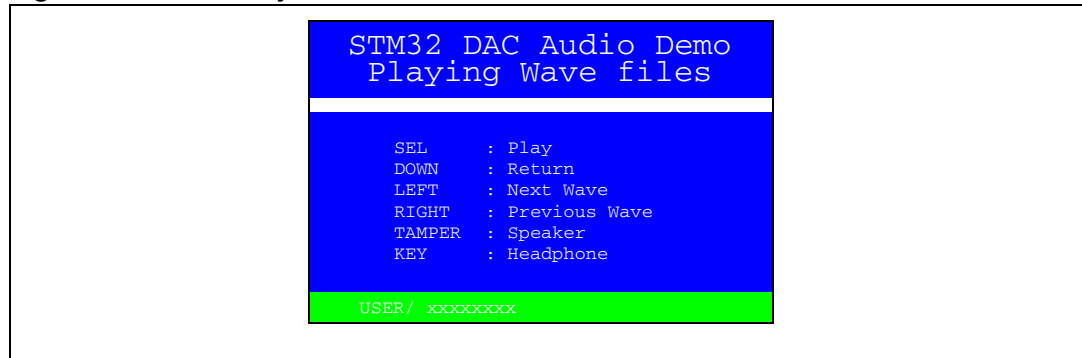 STM32 DAC Audio Demo
Playing Wave files
SEL : Play
DOWN : Return
LEFT : Next Wave
RIGHT : Previous Wave
TAMPER : Speaker
KEY : Headphone
USER/ xxxxxxxx